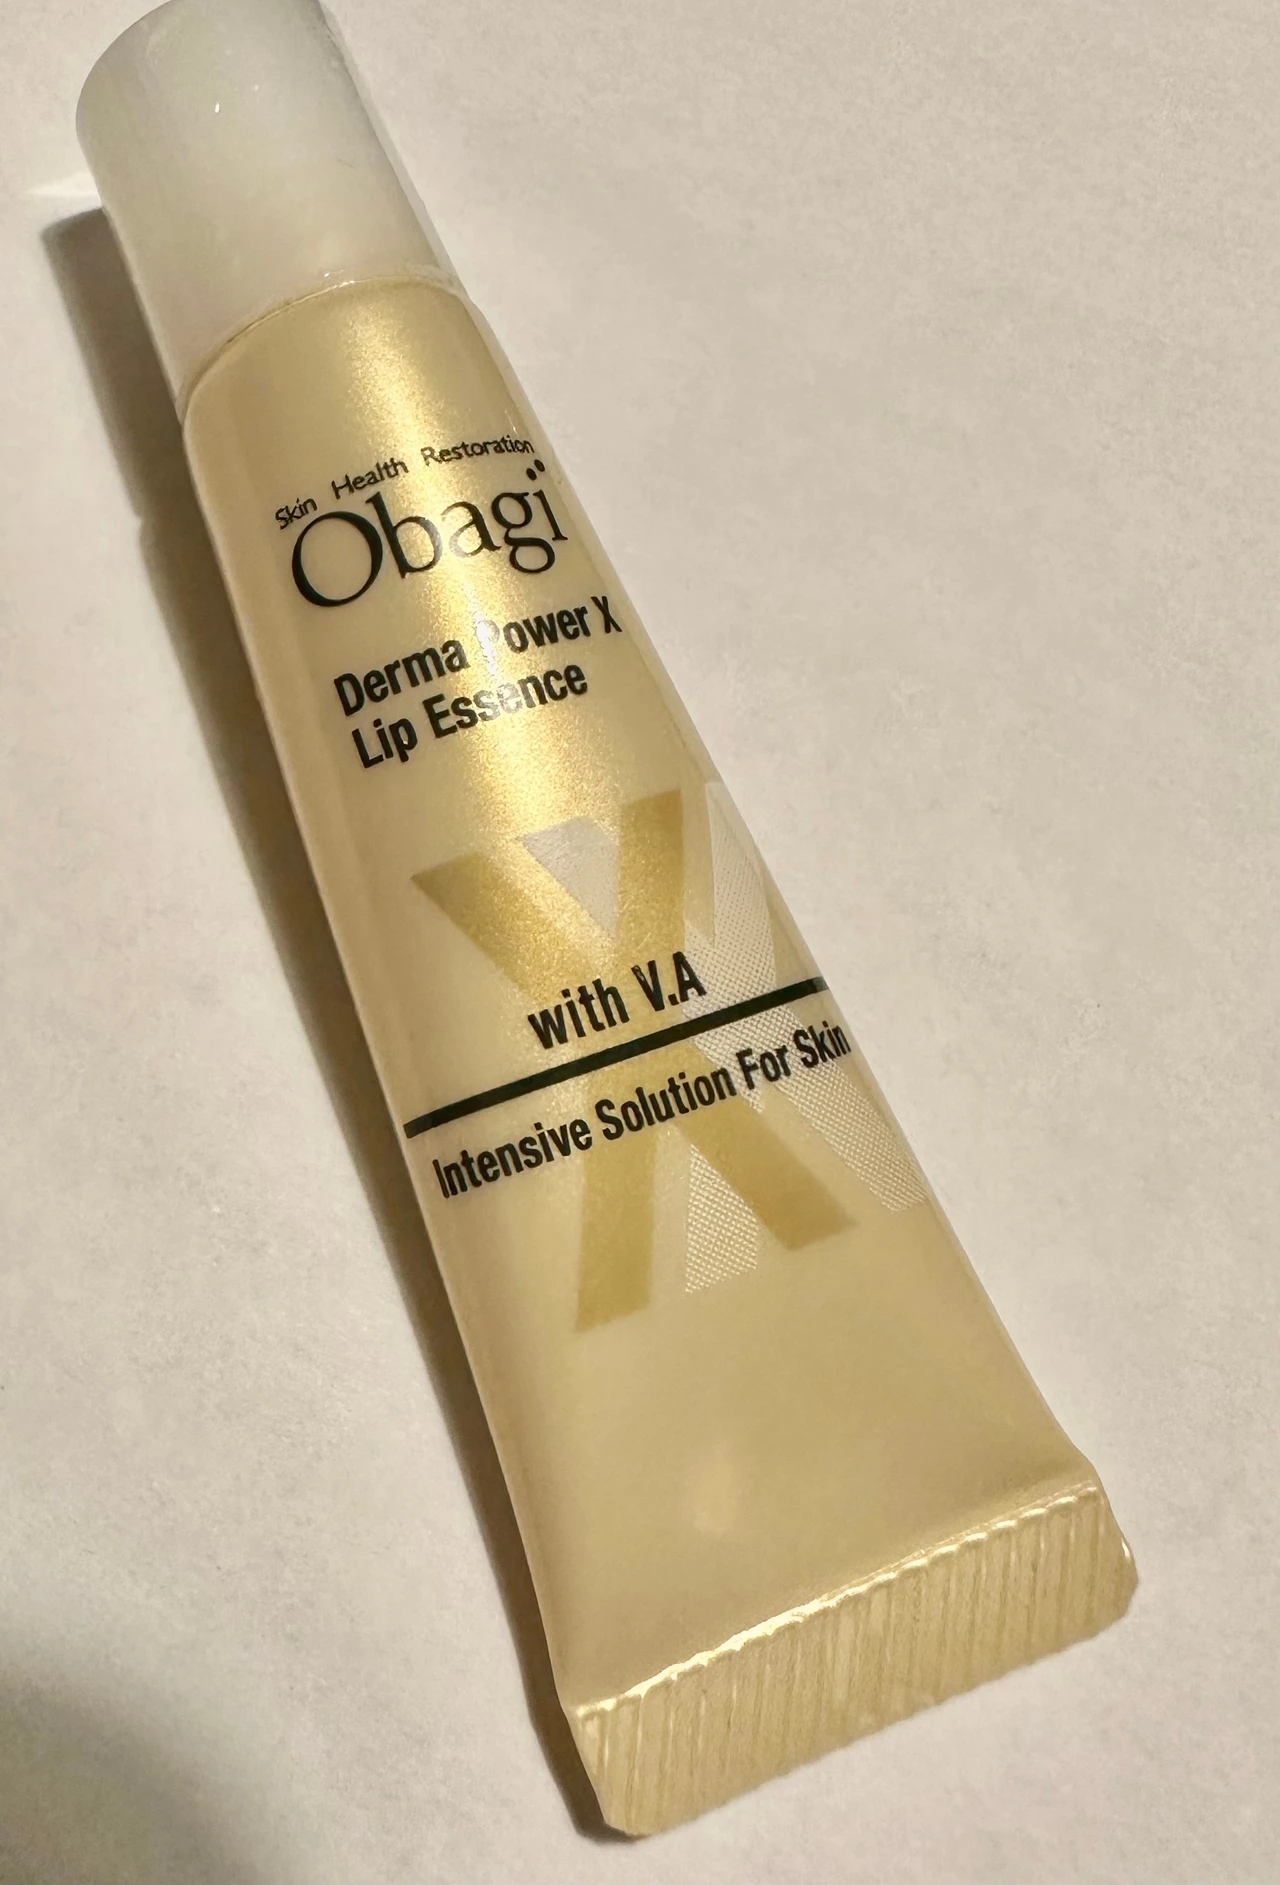 Skin Health Restoration
Obagi
Derma Power X
Lip Essence
X
with V.A
Intensive Solution For Skin